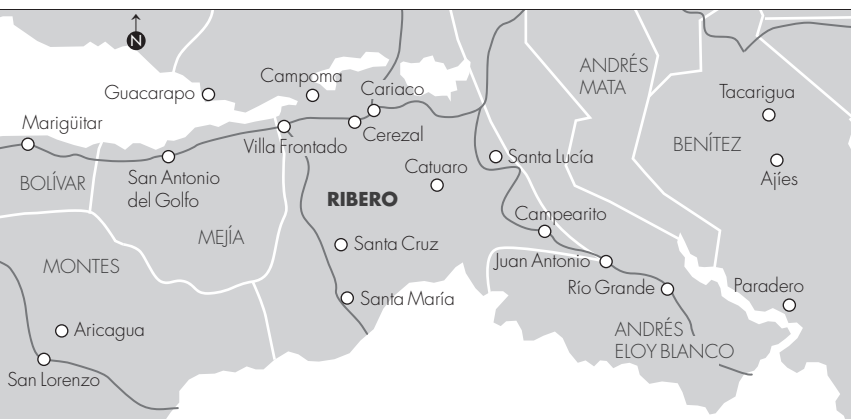 N
Campoma
Guacarapo
Cariaco
Marigüitar
Villa Frontado
Cerezal
San Antonio
del Golfo
BOLÍVAR
MEJÍA
MONTES
Aricagua
San Lorenzo
Catuaro
RIBERO
Santa Cruz
Santa María
Santa Lucía
Campearito
Juan Antonio
Río Grande
ANDRÉS
ELOY BLANCO
ANDRÉS
MATA
BENÍTEZ
Tacarigua
Ajíes
Paradero